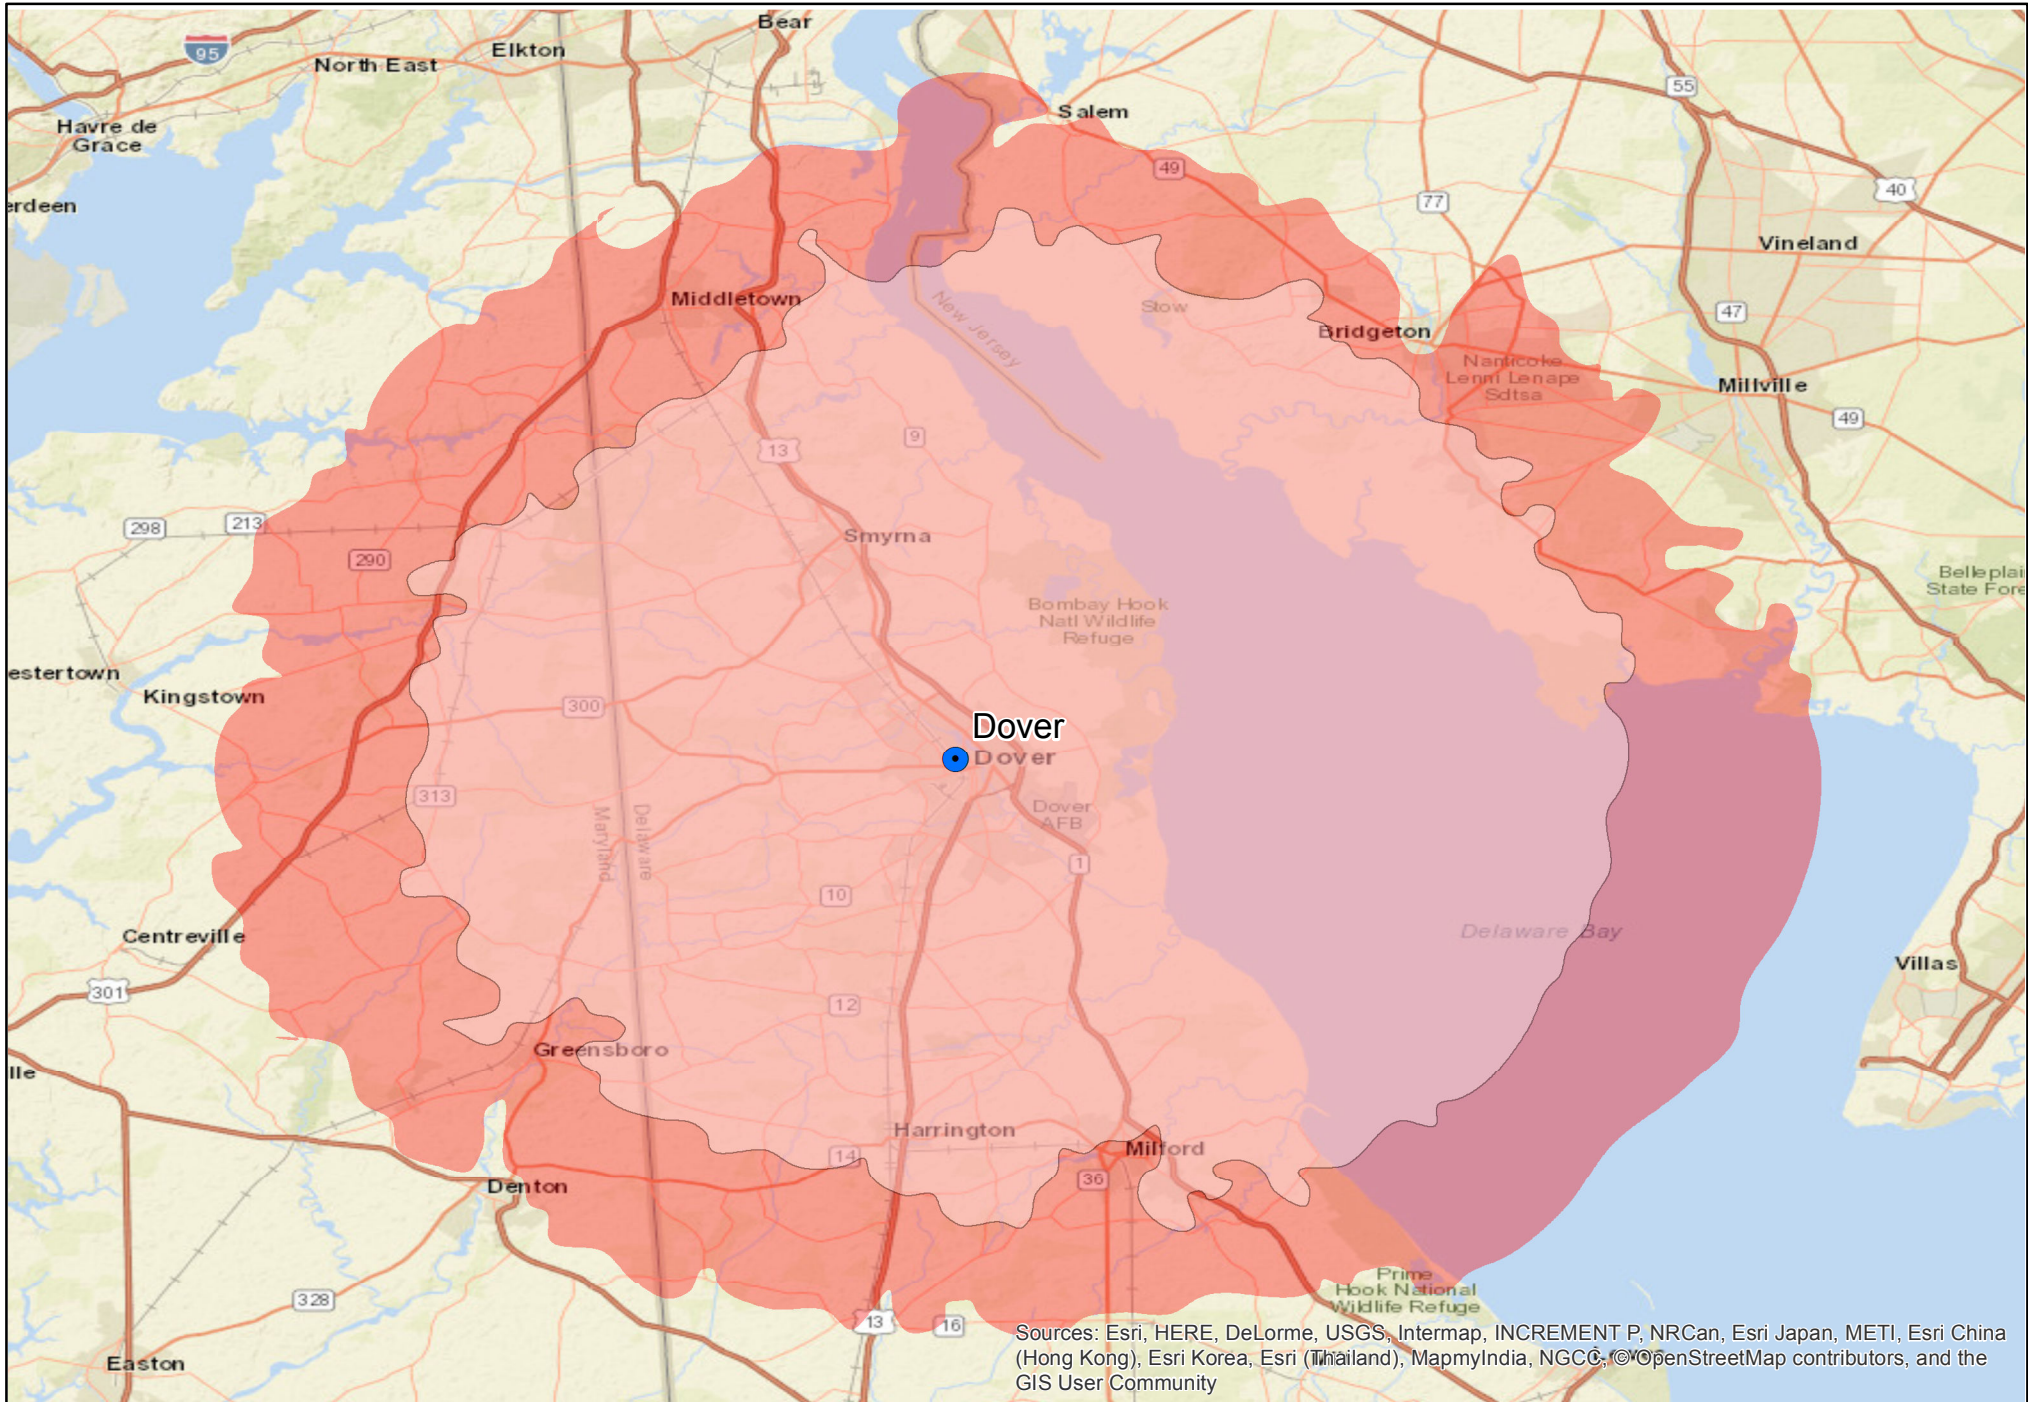 Bear
95
Elkton
North East
55
Salem
Havre de
Grace
49
40
77
erdeen
Vineland
Middletown
New Jersey
Stow
47
Bridgeton
Nanticoke
Lenni Lenape
Sdtsa
Millville
49
9
13
298
213
Smyrna
290
Belleplai
State Fore
Bombay Hook
Natl Wildlife
Refuge
estertown
Kingstown
300
Dover
Dover
313
Maryland
Delaware
Dover
AFB
1
10
Centreville
Delaware Bay
Villas
301
12
Greensboro
lle
Harrington
Milford
14
36
Denton
Prime
Hook National
Wildlife Refuge
328
13
16
Easton
Sources: Esri, HERE, DeLorme, USGS, Intermap, INCREMENT P, NRCan, Esri Japan, METI, Esri China
(Hong Kong), Esri Korea, Esri (Thailand), MapmyIndia, NGCC, © OpenStreetMap contributors, and the
GIS User Community